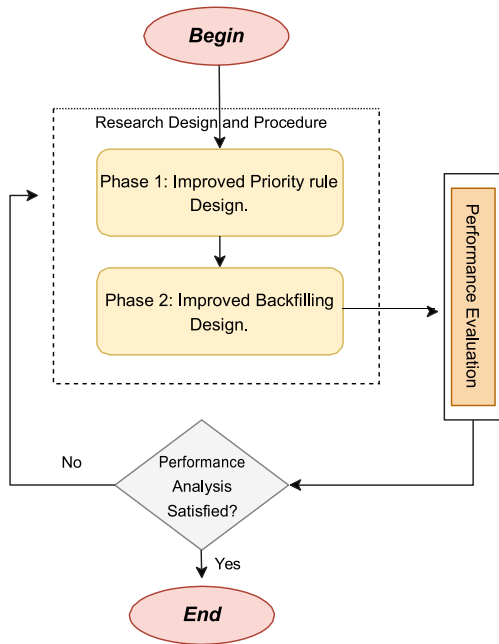 Begin
Research Design and Procedure
Phase 1: Improved Priority rule
Design.
Phase 2: Improved Backfilling
Design.
Performance Evaluation
No
Performance
Analysis
Satisfied?
Yes
End